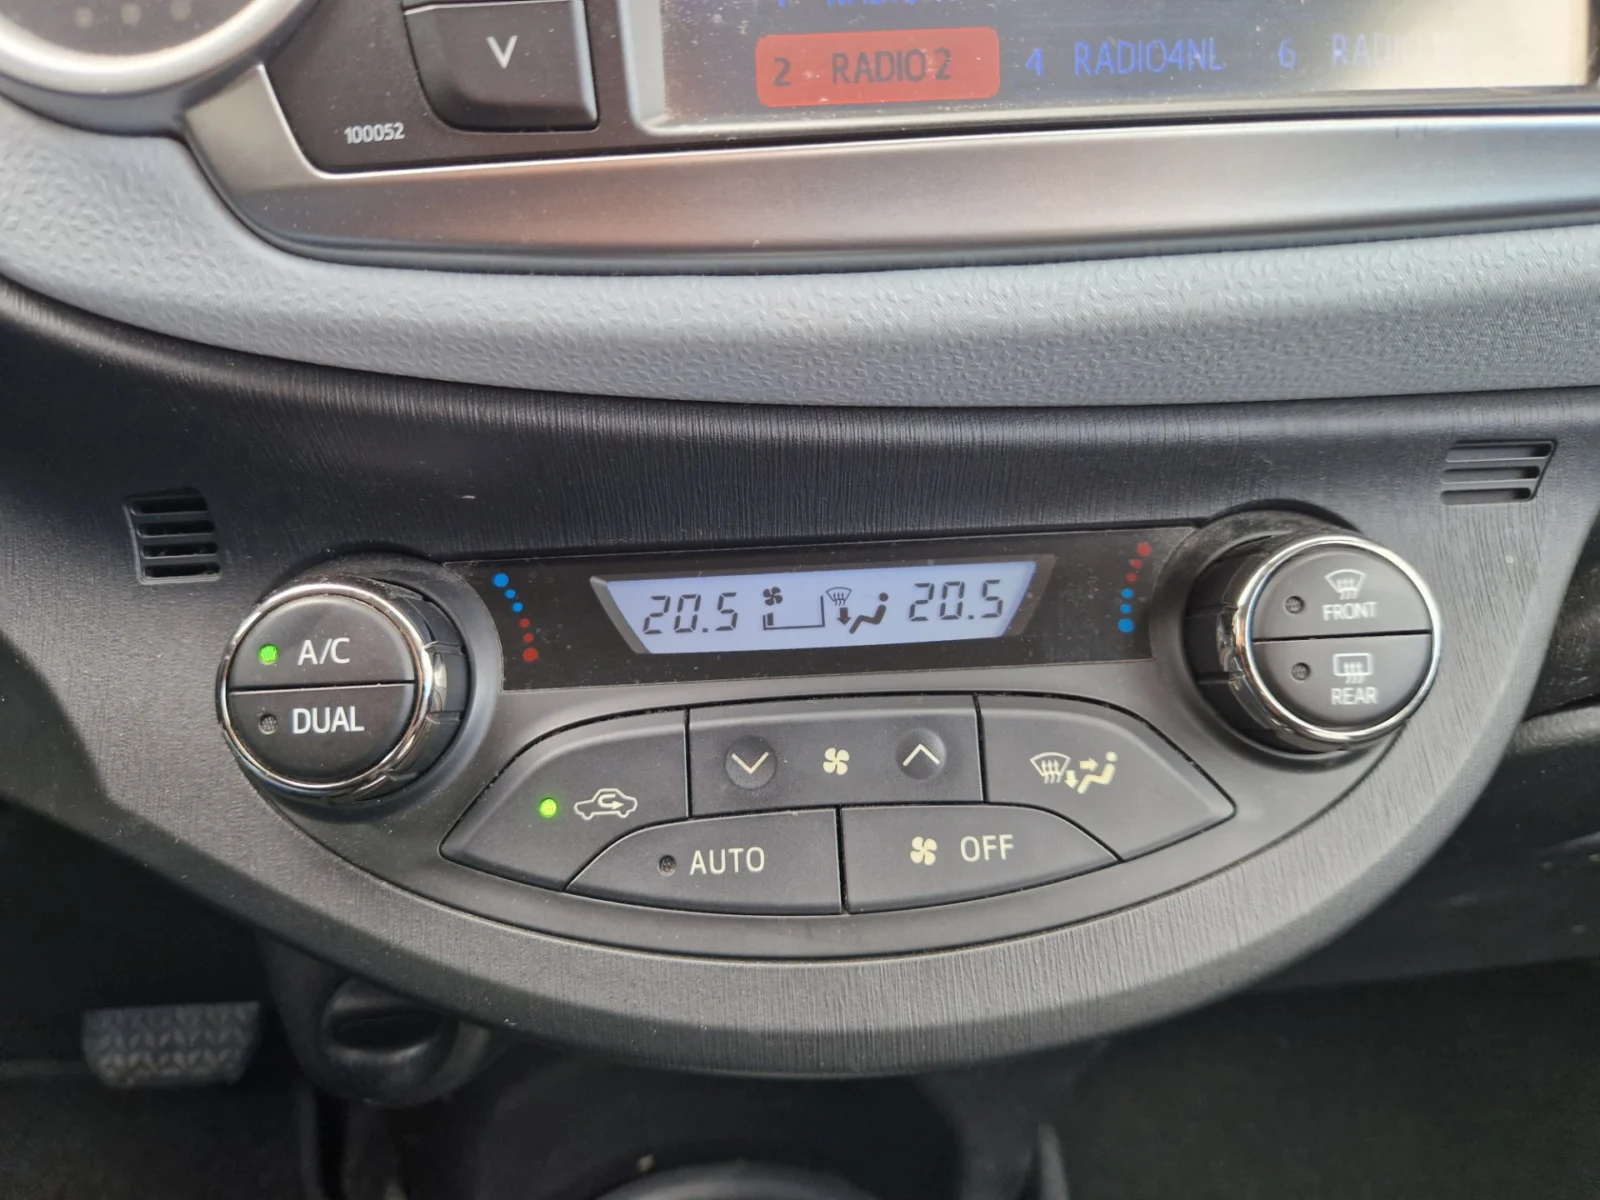 V
2 RADIO 2
4 RADIO4NL
6
100052
20.5
20.5
A/C
DUAL
FRONT
REAR
AUTO
OFF